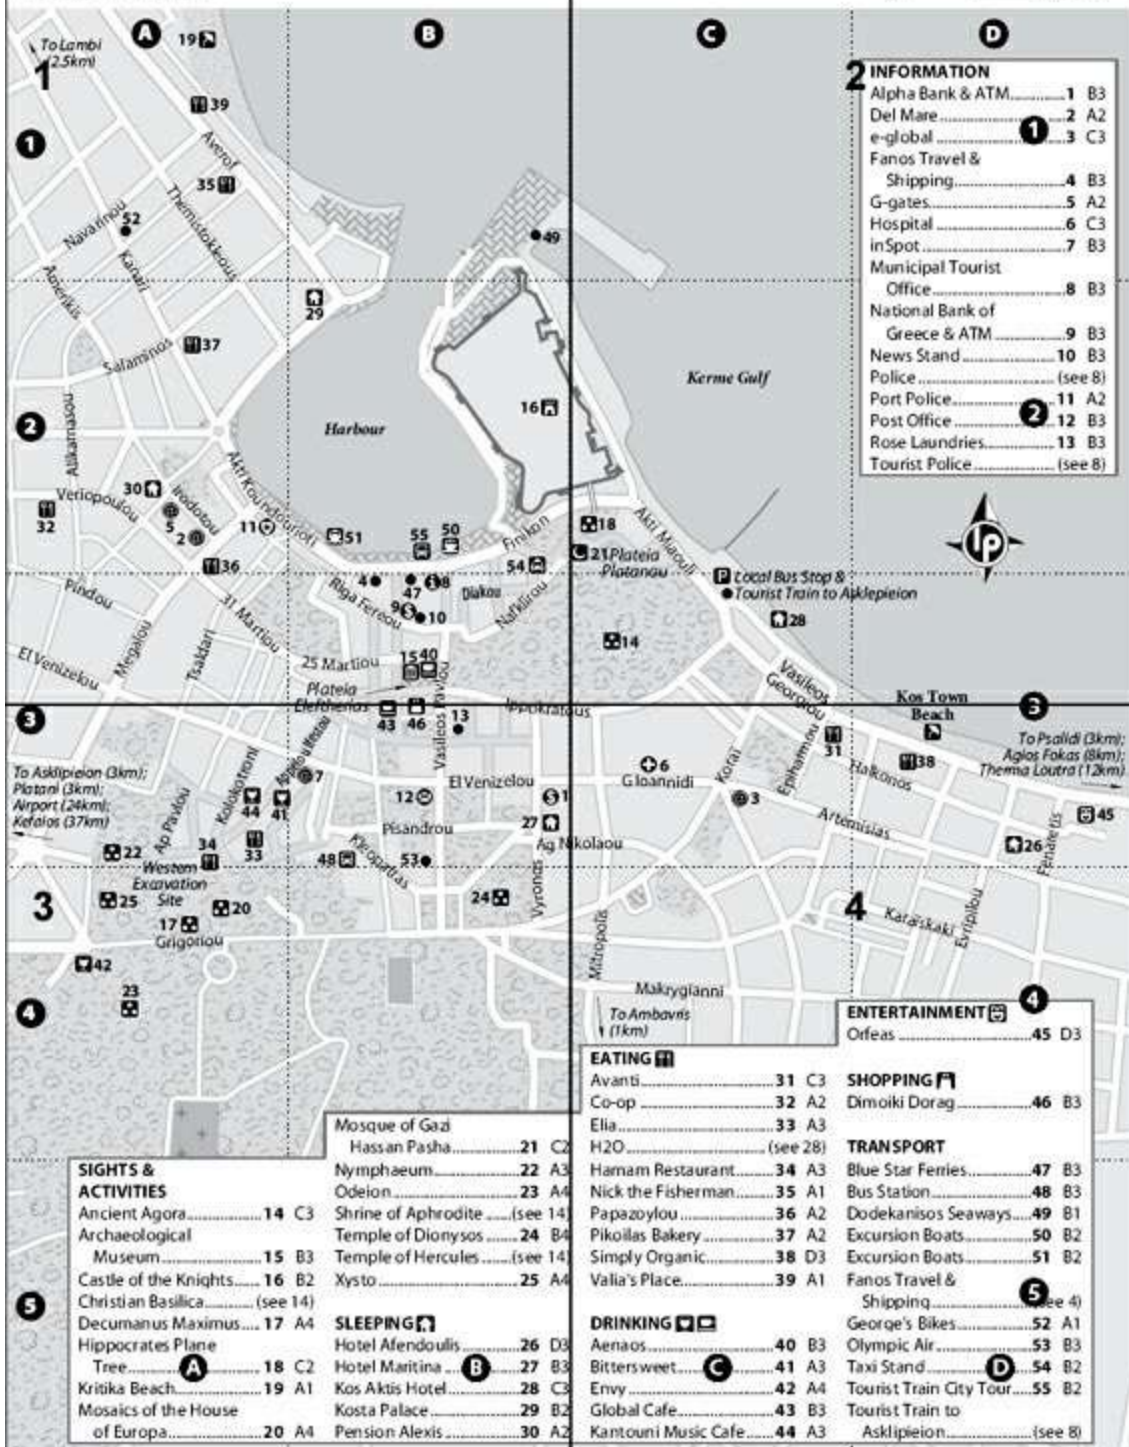 A
B
C
D
To Lambi
(2.5km)
1
19
39
1
Averof
35
Themistokleous
52
Navarinou
Kanari
Amerikis
49
29
Salaminos
37
Kerme Gulf
16
2
Harbour
Alikarnasou
Akti Koundourioti
30
Irodotou
Veriopoulou
32
5
2
11
51
55
50
Finikon
18
Akti Miaouli
54
21
Plateia
Platanou
36
4
47
8
Diakou
Nafklirou
Local Bus Stop &
Tourist Train to Asklepieion
Pindou
Riga Fereou
9
10
28
31 Martiou
14
Megalou
Tsaldari
El Venizelou
25 Martiou
15
40
Vasileos
Georgiou
Plateia
Eleftherias
Vasileos Pavlou
Ippokratous
Kos Town
Beach
3
43
46
13
3
31
To Psalidi (3km);
Agios Fokas (8km);
Therma Loutra (12km)
To Asklipieion (3km);
Platani (3km);
Airport (24km);
Kefalos (37km)
Kolokotroni
Apellou Ifestou
7
El Venizelou
6
G Ioannidi
Korai
Epiharmou
38
Halkonos
44
41
12
1
3
Artemisias
45
Ap Pavlou
Pisandrou
27
Ag Nikolaou
26
Fenaretis
34
33
22
48
Kleopatras
53
Western
Excavation
Site
25
20
24
Vyronos
3
4
17
Grigoriou
Mitropolis
Kataïskaki
Evripilou
42
23
Makrygianni
4
To Ambavris
(1km)
4
2
INFORMATION
Alpha Bank & ATM 1 B3
Del Mare 2 A2
1
e-global 3 C3
Fanos Travel &
Shipping 4 B3
G-gates 5 A2
Hospital 6 C3
inSpot 7 B3
Municipal Tourist
Office 8 B3
National Bank of
Greece & ATM 9 B3
News Stand 10 B3
Police (see 8)
Port Police 11 A2
2
Post Office 12 B3
Rose Laundries 13 B3
Tourist Police (see 8)
lp
SIGHTS &
ACTIVITIES
Ancient Agora 14 C3
Archaeological
Museum 15 B3
Castle of the Knights 16 B2
Christian Basilica (see 14)
Decumanus Maximus 17 A4
Hippocrates Plane
Tree 18 C2
Kritika Beach 19 A1
Mosaics of the House
of Europa 20 A4
Mosque of Gazi
Hassan Pasha 21 C2
Nymphaeum 22 A3
Odeion 23 A4
Shrine of Aphrodite (see 14)
Temple of Dionysos 24 B4
Temple of Hercules (see 14)
Xysto 25 A4
SLEEPING
Hotel Afendoulis 26 D3
Hotel Maritina 27 B3
Kos Aktis Hotel 28 C3
Kosta Palace 29 B2
Pension Alexis 30 A2
EATING
Avanti 31 C3
Co-op 32 A2
Elia 33 A3
H2O (see 28)
Hamam Restaurant 34 A3
Nick the Fisherman 35 A1
Papazoylou 36 A2
Pikoilas Bakery 37 A2
Simply Organic 38 D3
Valia's Place 39 A1
DRINKING
Aenaos 40 B3
Bittersweet 41 A3
Envy 42 A4
Global Cafe 43 B3
Kantouni Music Cafe 44 A3
ENTERTAINMENT
Orfeas 45 D3
SHOPPING
Dimoiki Dorag 46 B3
TRANSPORT
Blue Star Ferries 47 B3
Bus Station 48 B3
Dodekanisos Seaways 49 B1
Excursion Boats 50 B2
Excursion Boats 51 B2
Fanos Travel &
Shipping (see 4)
George's Bikes 52 A1
Olympic Air 53 B3
Taxi Stand 54 B2
Tourist Train City Tour 55 B2
Tourist Train to
Asklipieion (see 8)
5
5
A
B
C
D